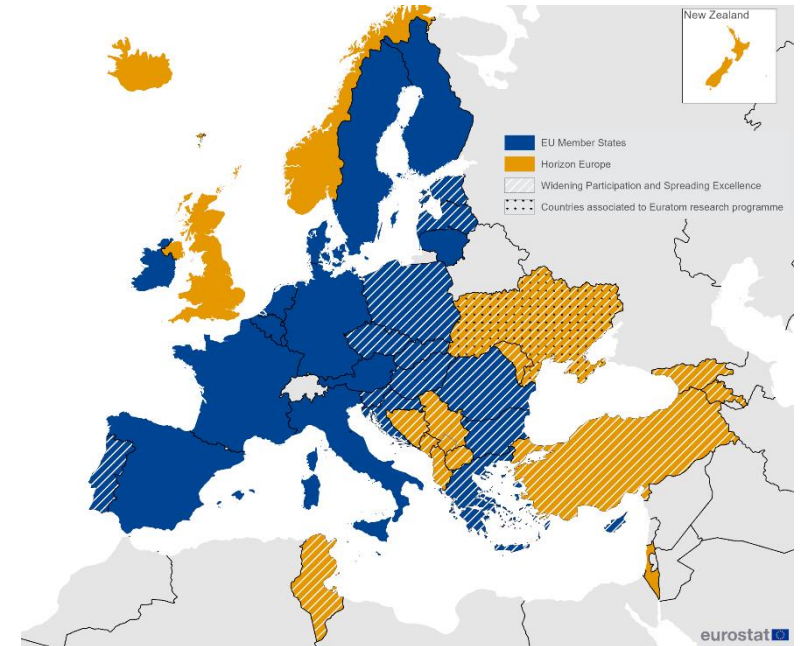 New Zealand
EU Member States
Horizon Europe
Widening Participation and Spreading Excellence
Countries associated to Euratom research programme
eurostat